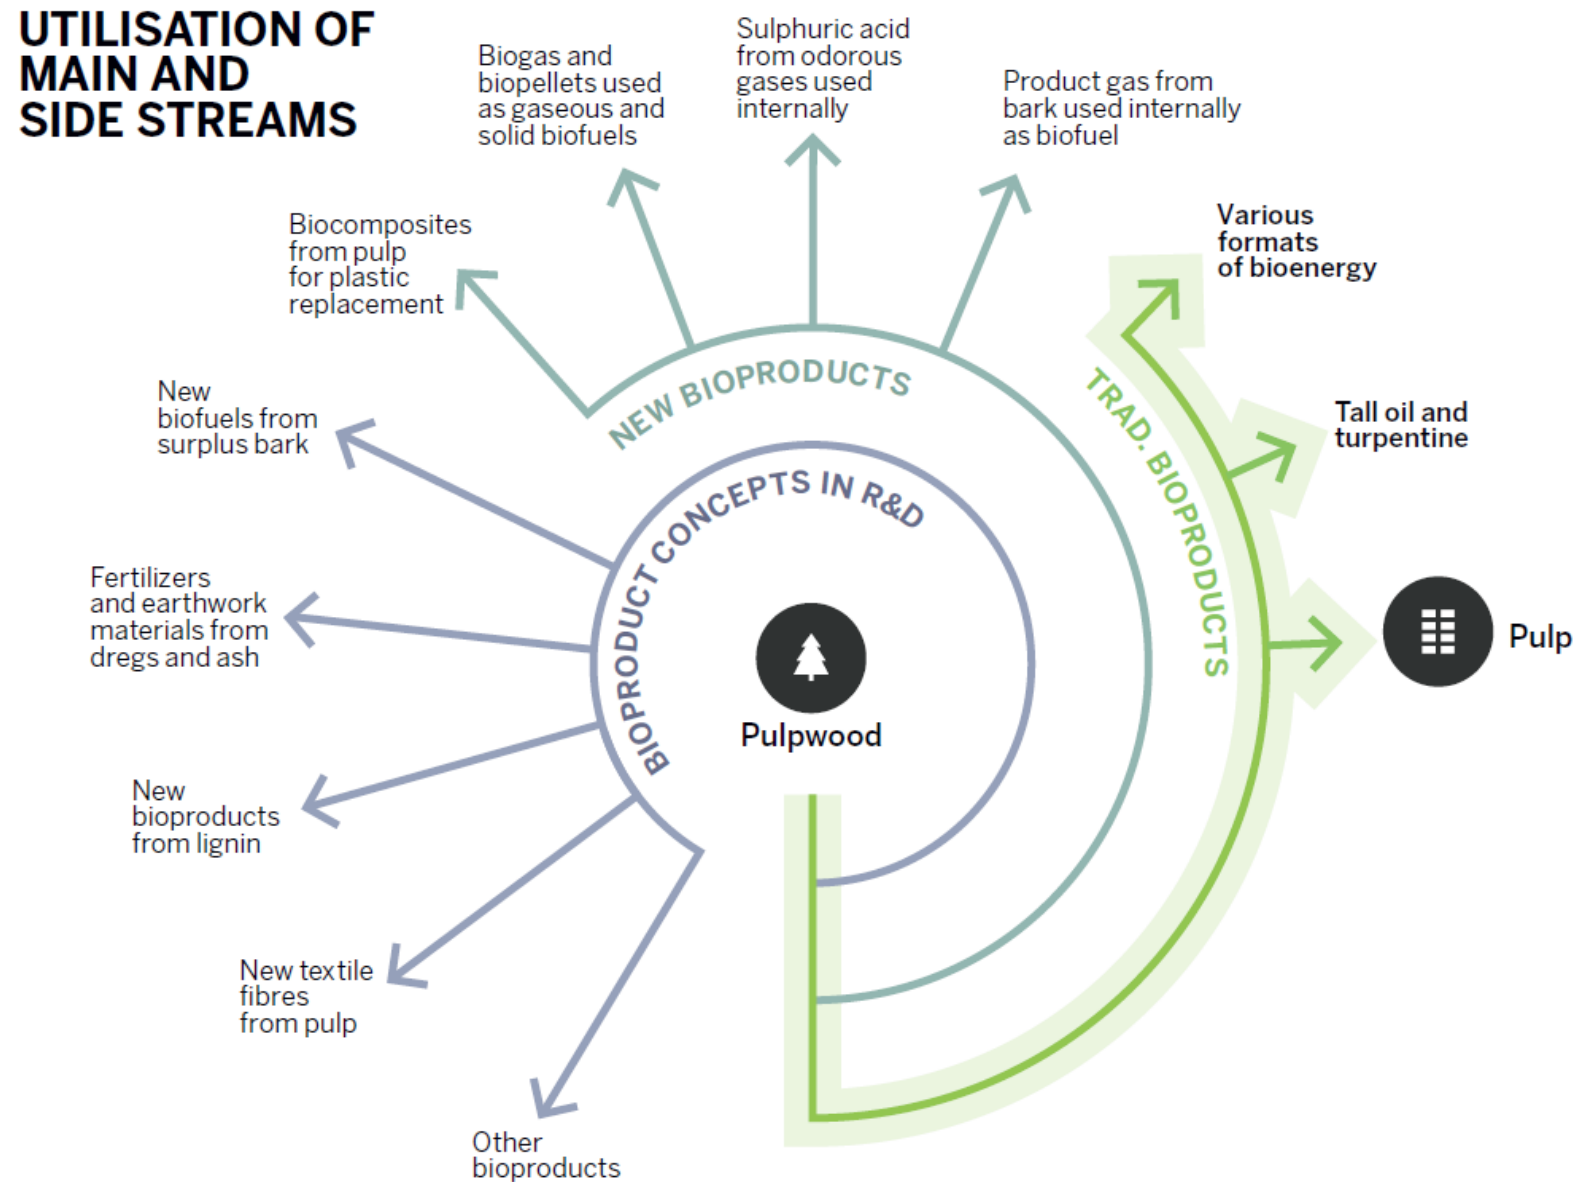 UTILISATION OF
MAIN AND
SIDE STREAMS
Biogas and
biopellets used
as gaseous and
solid biofuels
Sulphuric acid
from odorous
gases used
internally
Product gas from
bark used internally
as biofuel
Various
formats
of bioenergy
Biocomposites
from pulp
for plastic
replacement
NEW BIOPRODUCTS
TRAD. BIOPRODUCTS
Tall oil and
turpentine
New
biofuels from
surplus bark
BIOPRODUCT CONCEPTS IN R&D
Fertilizers
and earthwork
materials from
dregs and ash
Pulp
Pulpwood
New
bioproducts
from lignin
New textile
fibres
from pulp
Other
bioproducts